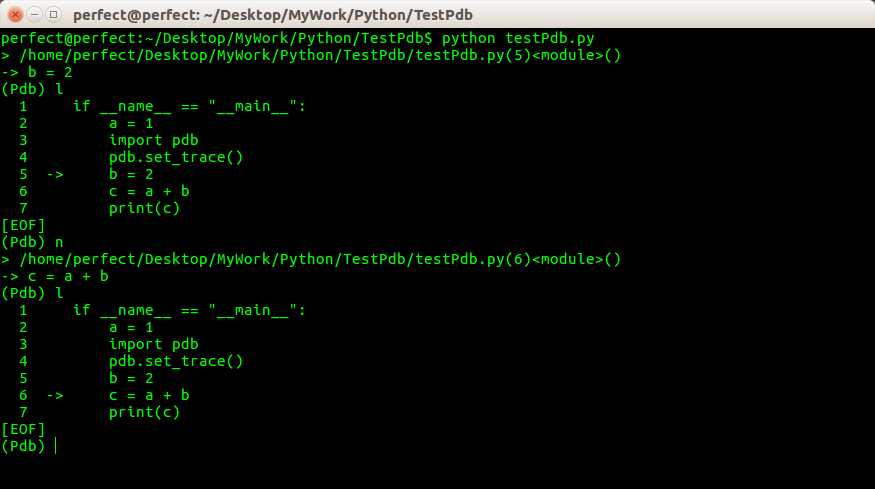 perfect@perfect: ~/Desktop/MyWork/Python/TestPdb
perfect@perfect:~/Desktop/MyWork/Python/TestPdb$ python testPdb.py
> /home/perfect/Desktop/MyWork/Python/TestPdb/testPdb.py(5)<module>()
-> b = 2
(Pdb) l
  1     if __name__ == "__main__":
  2         a = 1
  3         import pdb
  4         pdb.set_trace()
  5  ->     b = 2
  6         c = a + b
  7         print(c)
[EOF]
(Pdb) n
> /home/perfect/Desktop/MyWork/Python/TestPdb/testPdb.py(6)<module>()
-> c = a + b
(Pdb) l
  1     if __name__ == "__main__":
  2         a = 1
  3         import pdb
  4         pdb.set_trace()
  5         b = 2
  6  ->     c = a + b
  7         print(c)
[EOF]
(Pdb)